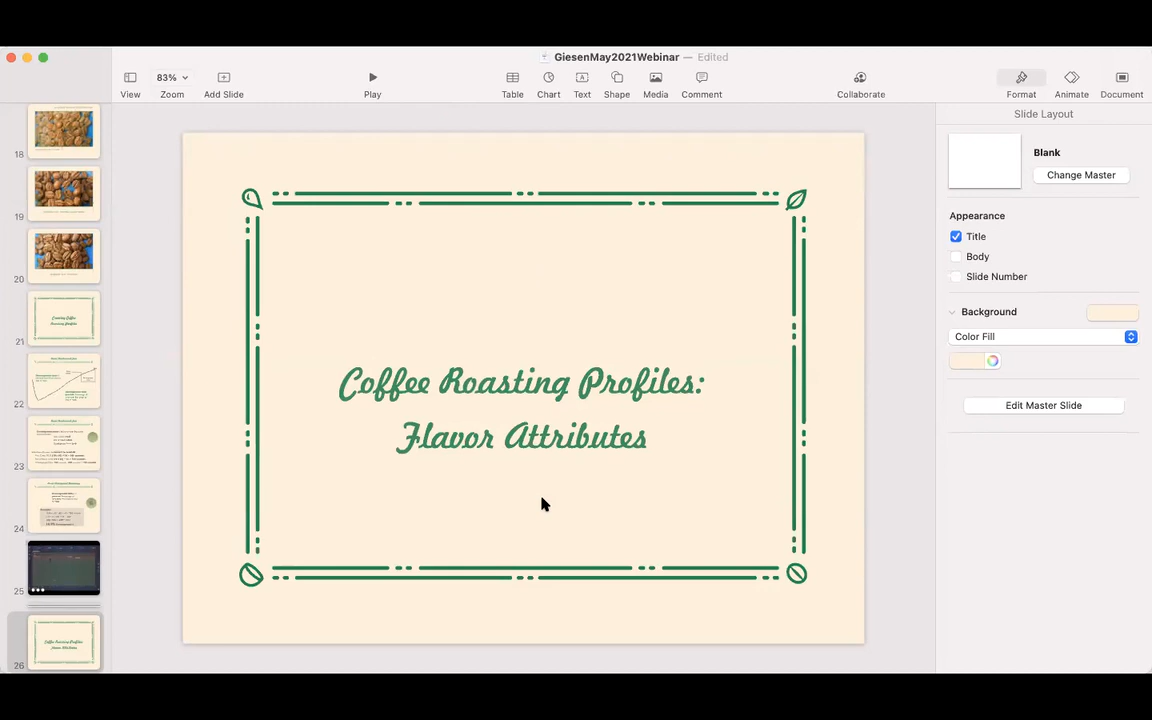 GiesenMay2021Webinar — Edited
83%
View
Zoom
Add Slide
Play
Table
Chart
Text
Shape
Media
Comment
Collaborate
Format
Animate
Document
18
19
20
21
22
23
24
25
26
Coffee Roasting Profiles:
Flavor Attributes
Slide Layout
Blank
Change Master
Appearance
Title
Body
Slide Number
Background
Color Fill
Edit Master Slide